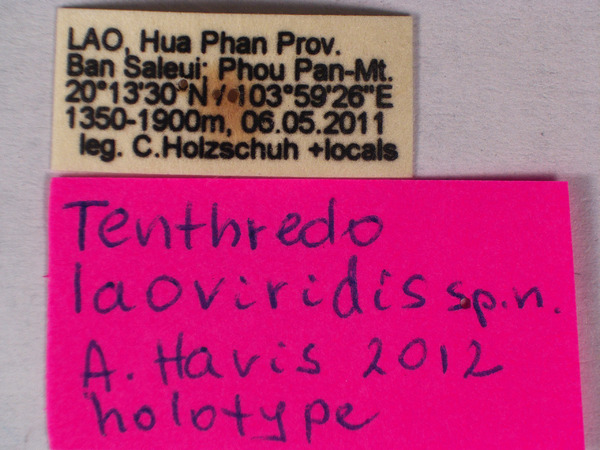 LAO, Hua Phan Prov.
Ban Saleui; Phou Pan-Mt.
20°13'30"N / 103°59'26"E
1350-1900m, 06.05.2011
leg. C.Holzschuh +locals
Tenthredo
laoviridis sp.n.
A. Havis 2012
holotype